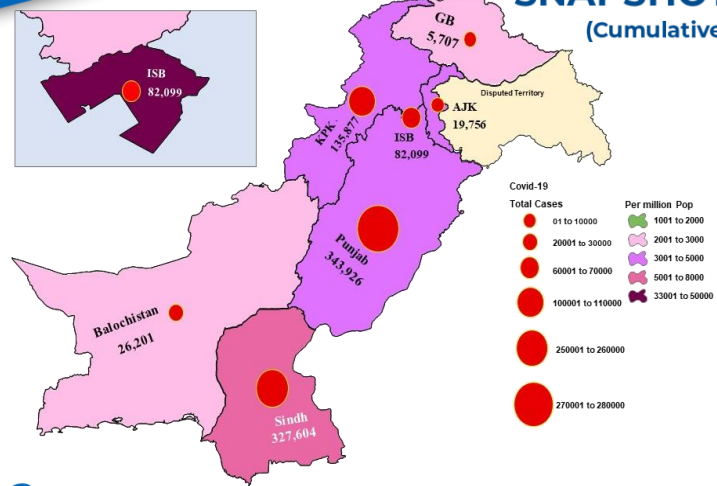 SNAPSHOT
(Cumulative
ISB
82,099
GB
5,707
KPK
135,877
ISB
82,099
AJK
19,756
Disputed Territory
Punjab
343,926
Balochistan
26,201
Sindh
327,604
Covid-19
Total Cases
01 to 10000
20001 to 30000
60001 to 70000
100001 to 110000
250001 to 260000
270001 to 280000
Per million Pop
1001 to 2000
2001 to 3000
3001 to 5000
5001 to 8000
33001 to 50000